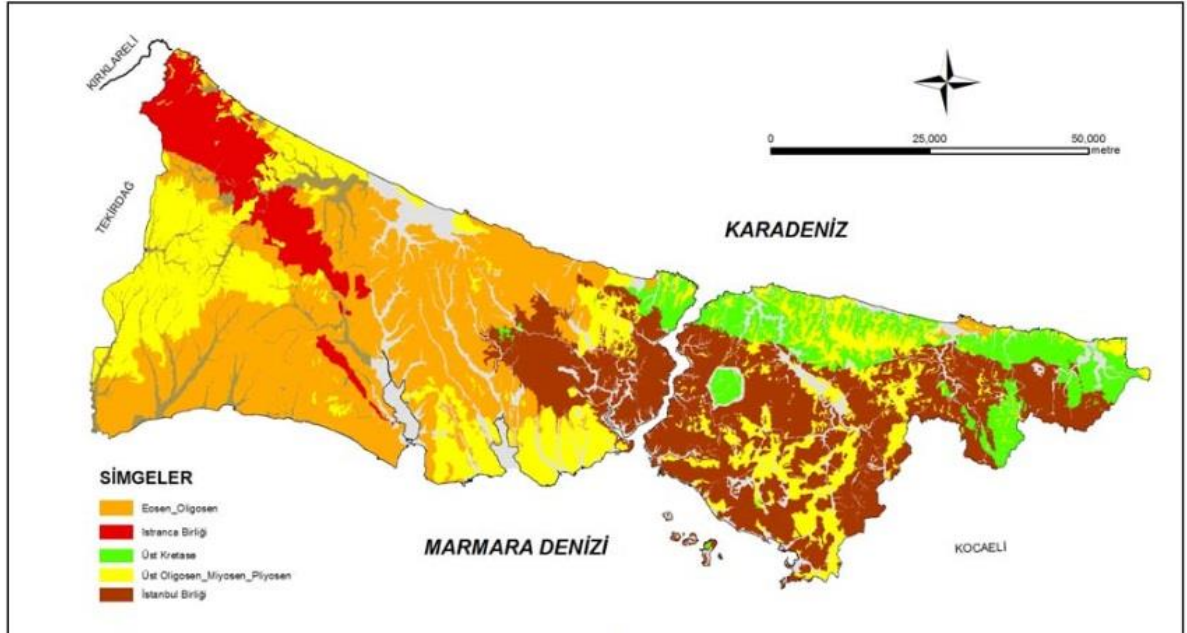 KIRKLARELİ
0 25,000 50,000
metre
TEKİRDAĞ
KARADENİZ
SİMGELER
Eosen_Oligosen
Istranca Birliği
Üst Kretase
Üst Oligosen_Miyosen_Pliyosen
İstanbul Birliği
MARMARA DENİZİ
KOCAELİ